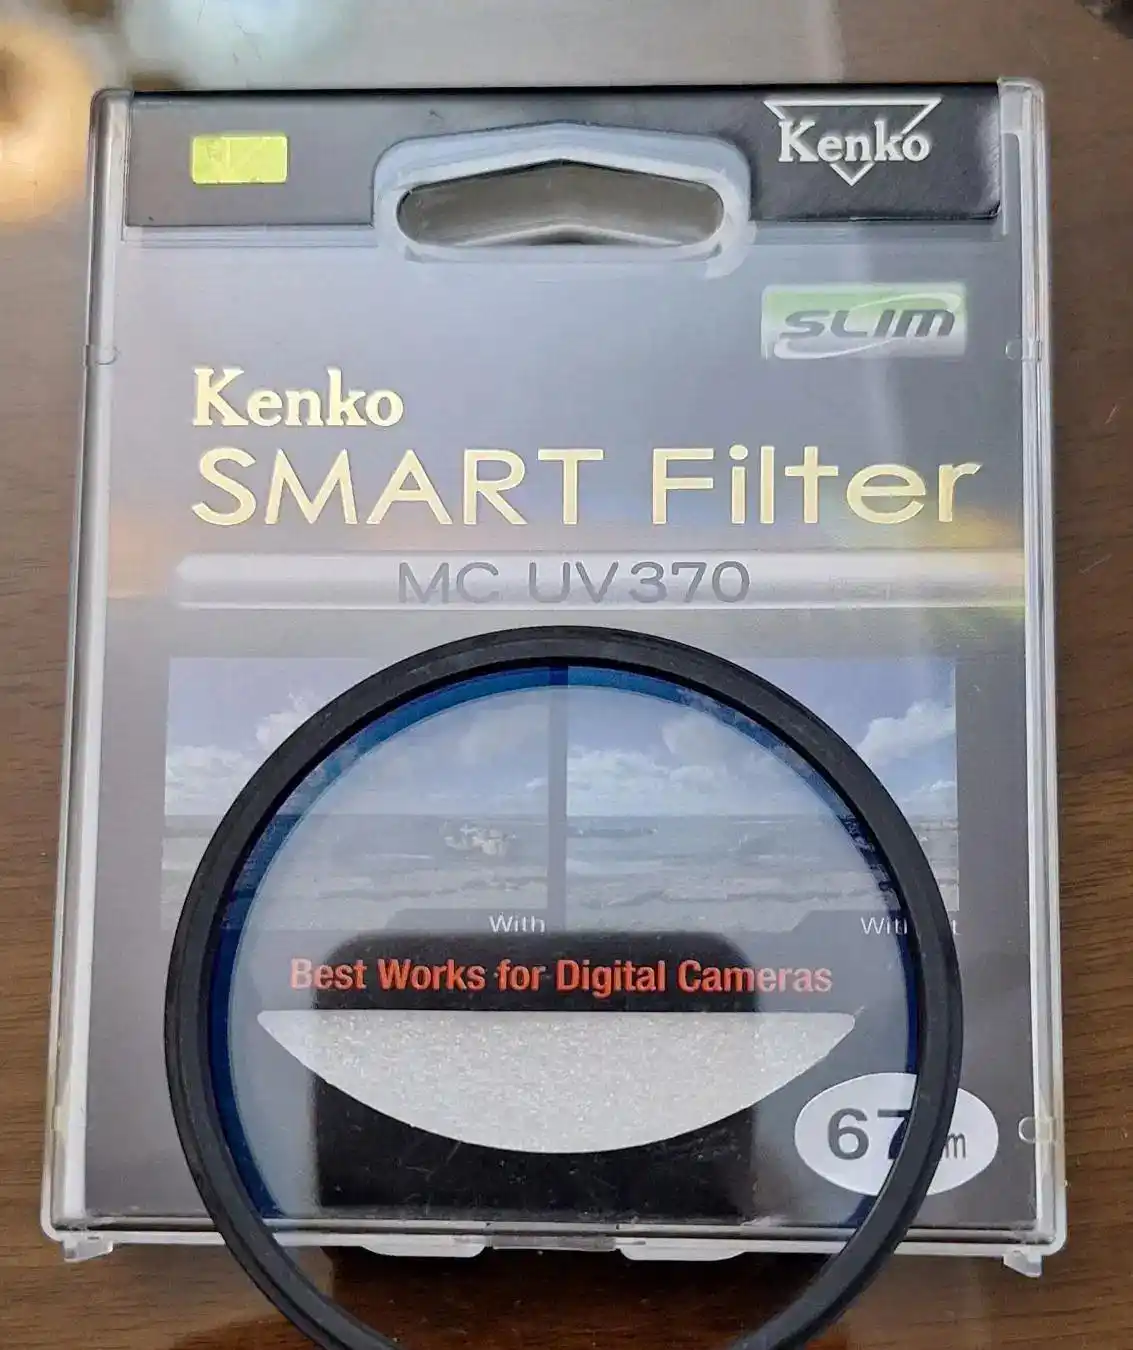 Kenko
SLIM
Kenko
SMART Filter
MC UV370
With
Best Works for Digital Cameras